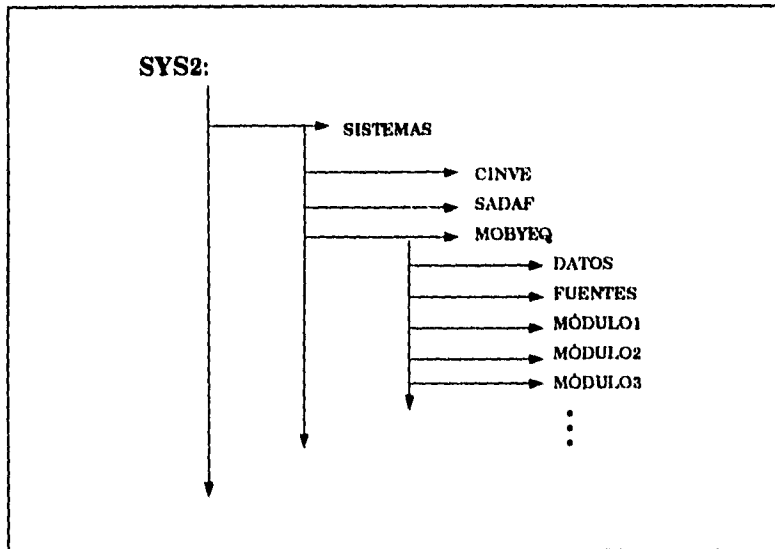 SYS2:
SISTEMAS
CINVE
SADAF
MOBYEQ
DATOS
FUENTES
MÓDULO1
MÓDULO2
MÓDULO3